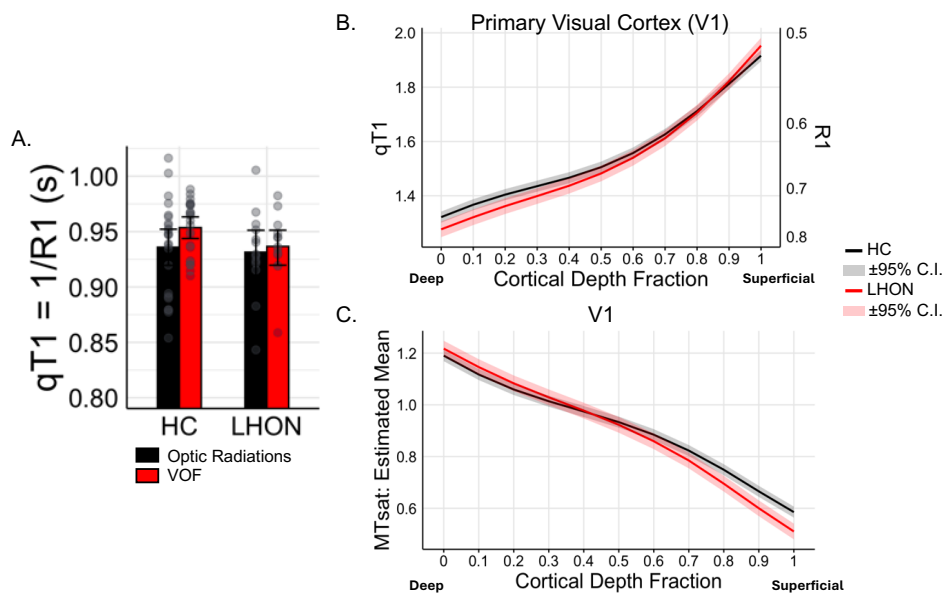 A.
qT1 = 1/R1 (s)
1.00
0.95
0.90
0.85
0.80
HC LHON
Optic Radiations
VOF
B.
Primary Visual Cortex (V1)
2.0
1.8
1.6
1.4
qT1
0.5
0.6
0.7
0.8
R1
0 0.1 0.2 0.3 0.4 0.5 0.6 0.7 0.8 0.9 1
Deep Cortical Depth Fraction Superficial
HC
±95% C.I.
LHON
±95% C.I.
C.
V1
MTsat: Estimated Mean
1.2
1.0
0.8
0.6
0 0.1 0.2 0.3 0.4 0.5 0.6 0.7 0.8 0.9 1
Deep Cortical Depth Fraction Superficial